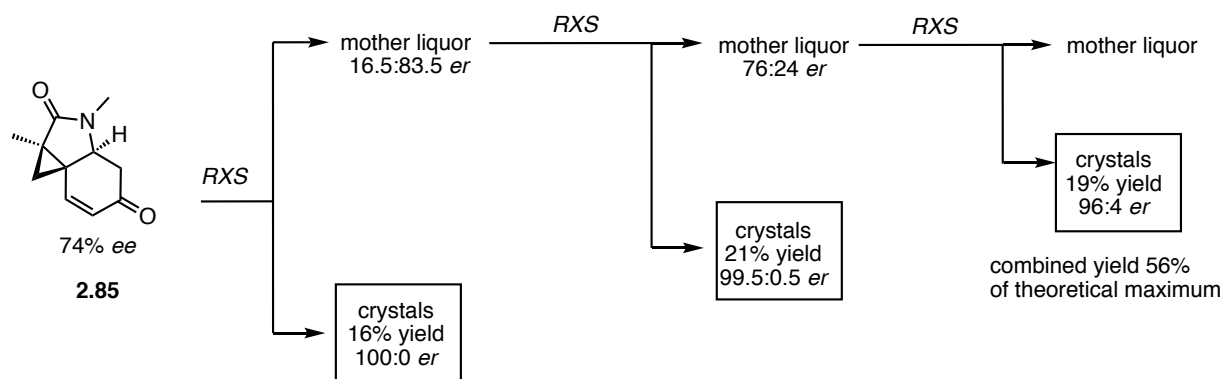 RXS
mother liquor
16.5:83.5 er
RXS
mother liquor
76:24 er
RXS
mother liquor
O
N
H
O
74% ee
2.85
crystals
16% yield
100:0 er
crystals
21% yield
99.5:0.5 er
crystals
19% yield
96:4 er
combined yield 56%
of theoretical maximum